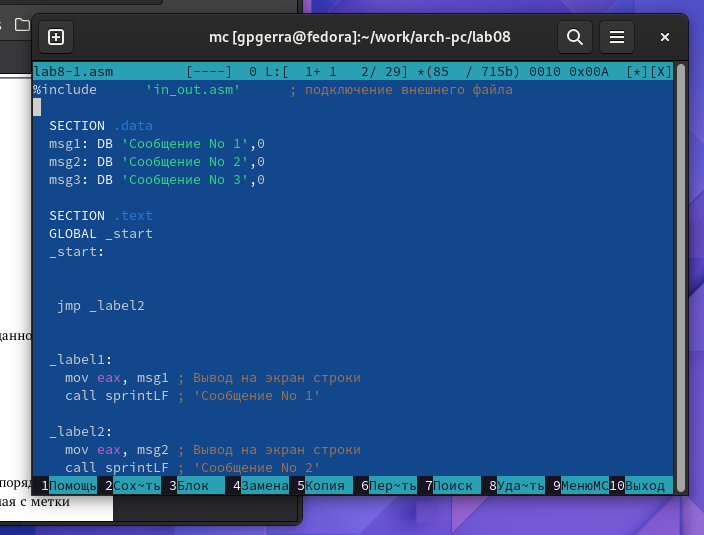 mc [gpgerra@fedora]:~/work/arch-pc/lab08
lab8-1.asm [----] 0 L:[ 1+ 1 2/ 29] *(85 / 715b) 0010 0x00A [*][X]
%include 'in_out.asm' ; подключение внешнего файла
SECTION .data
msg1: DB 'Сообщение No 1',0
msg2: DB 'Сообщение No 2',0
msg3: DB 'Сообщение No 3',0
SECTION .text
GLOBAL _start
_start:
jmp _label2
_label1:
mov eax, msg1 ; Вывод на экран строки
call sprintLF ; 'Сообщение No 1'
_label2:
mov eax, msg2 ; Вывод на экран строки
call sprintLF ; 'Сообщение No 2'
1Помощь 2Сох~ть 3Блок 4Замена 5Копия 6Пер~ть 7Поиск 8Уда~ть 9МенюMC 10Выход
метки